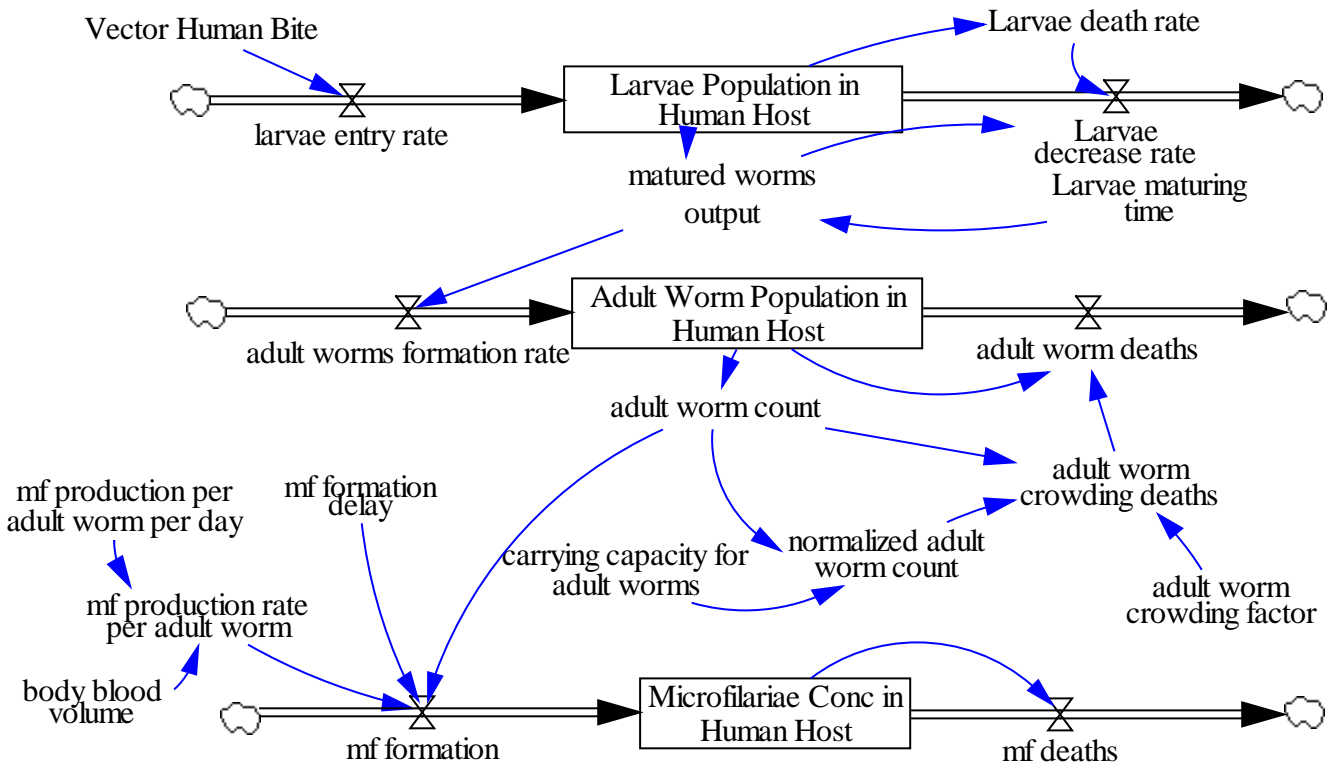 Vector Human Bite
Larvae death rate
Larvae Population in
Human Host
larvae entry rate
Larvae
decrease rate
matured worms
output
Larvae maturing
time
Adult Worm Population in
Human Host
adult worms formation rate
adult worm deaths
adult worm count
mf production per
adult worm per day
mf formation
delay
adult worm
crowding deaths
carrying capacity for
adult worms
normalized adult
worm count
adult worm
crowding factor
mf production rate
per adult worm
body blood
volume
Microfilariae Conc in
Human Host
mf formation
mf deaths